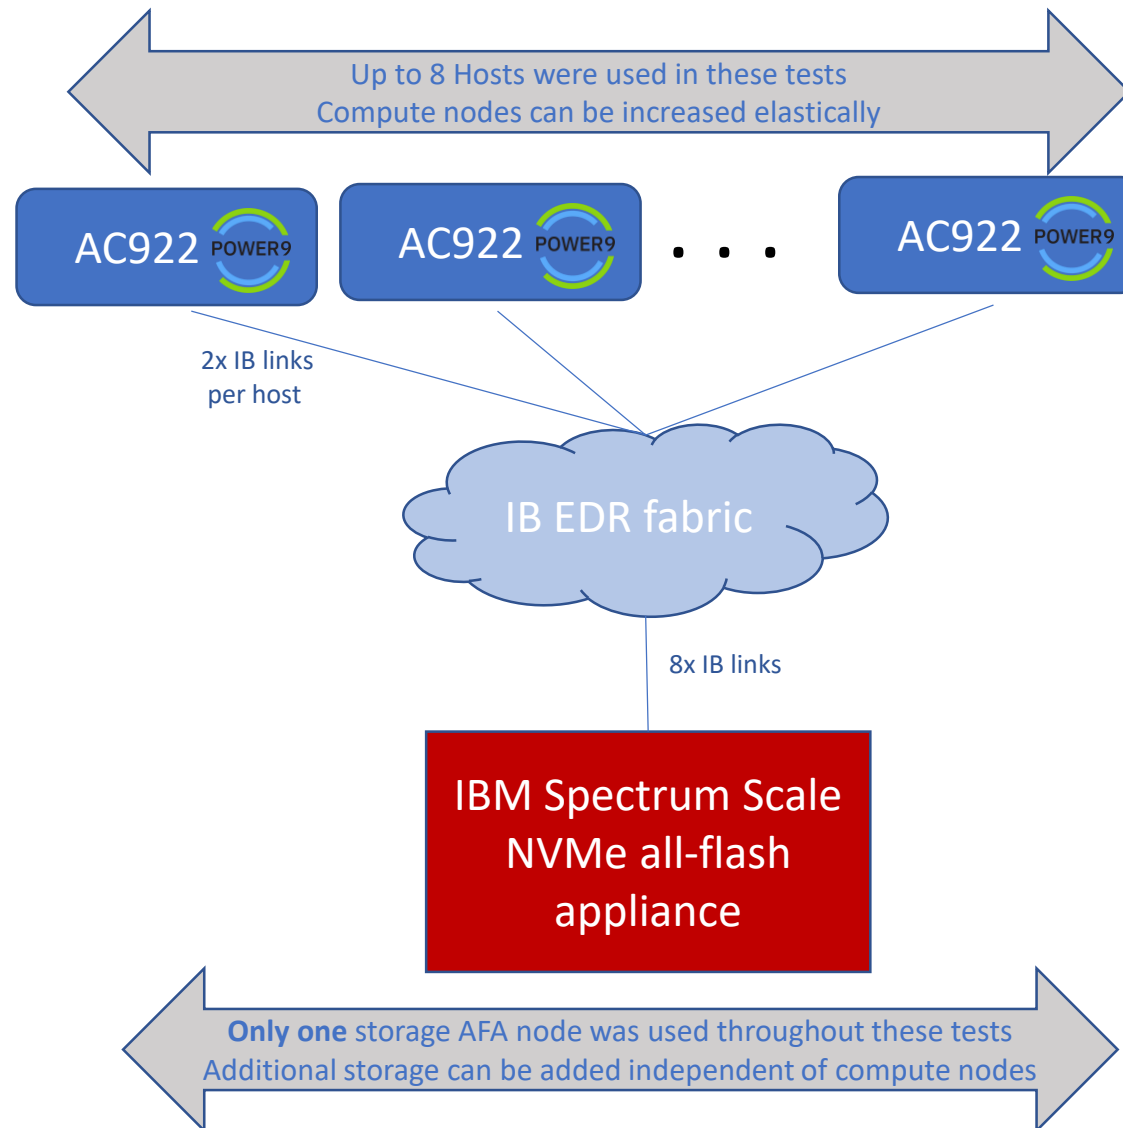 Up to 8 Hosts were used in these tests
Compute nodes can be increased elastically
AC922 POWER9
AC922 POWER9
. . .
AC922 POWER9
2x IB links
per host
IB EDR fabric
8x IB links
IBM Spectrum Scale
NVMe all-flash
appliance
Only one storage AFA node was used throughout these tests
Additional storage can be added independent of compute nodes